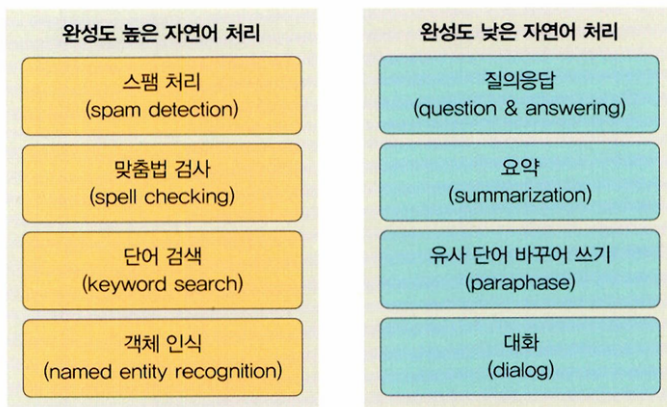 완성도 높은 자연어 처리
스팸 처리
(spam detection)
맞춤법 검사
(spell checking)
단어 검색
(keyword search)
객체 인식
(named entity recognition)
완성도 낮은 자연어 처리
질의응답
(question & answering)
요약
(summarization)
유사 단어 바꾸어 쓰기
(paraphase)
대화
(dialog)